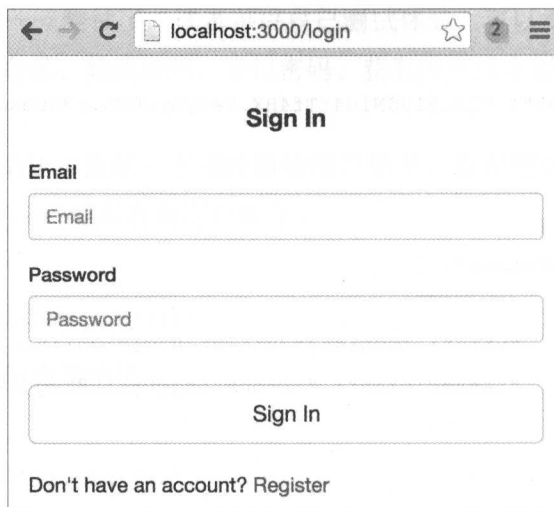 localhost:3000/login
2
Sign In
Email
Email
Password
Password
Sign In
Don't have an account? Register